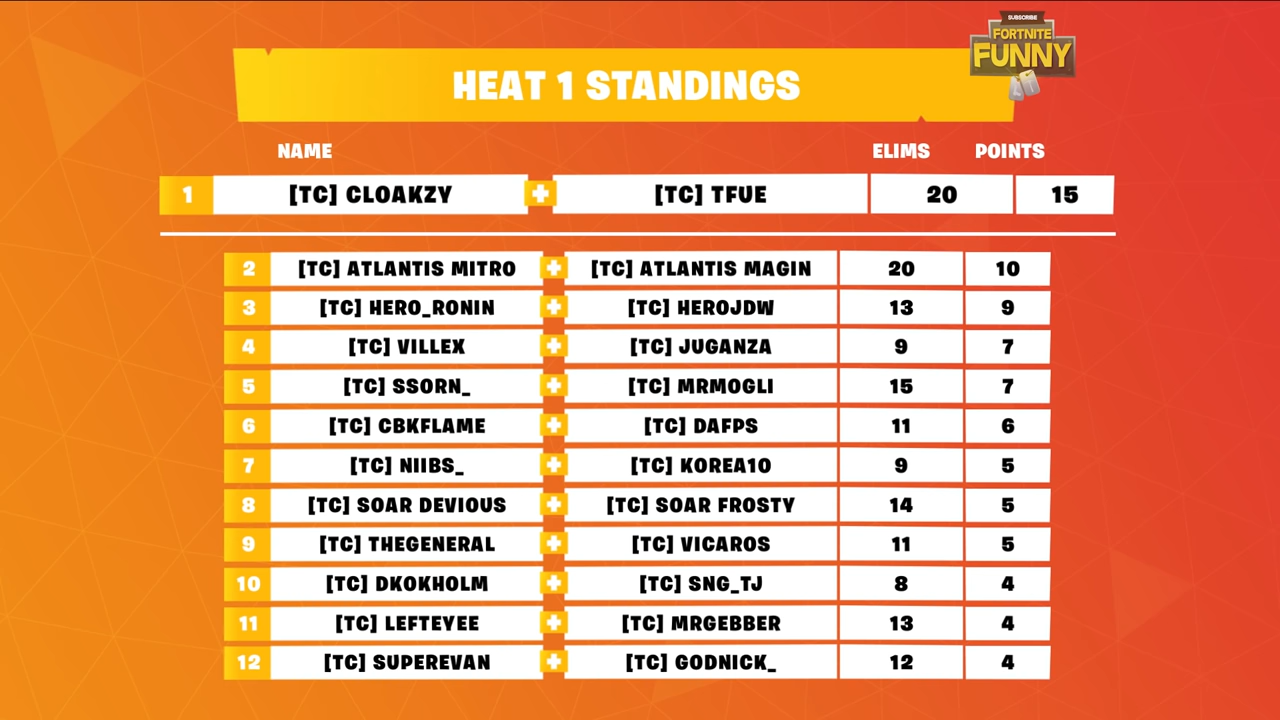 SUBSCRIBE
FORTNITE
FUNNY
HEAT 1 STANDINGS
NAME ELIMS POINTS
1 [TC] CLOAKZY [TC] TFUE 20 15
2 [TC] ATLANTIS MITRO [TC] ATLANTIS MAGIN 20 10
3 [TC] HERO_RONIN [TC] HEROJDW 13 9
4 [TC] VILLEX [TC] JUGANZA 9 7
5 [TC] SSORN_ [TC] MRMOGLI 15 7
6 [TC] CBKFLAME [TC] DAFPS 11 6
7 [TC] NIIBS_ [TC] KOREA10 9 5
8 [TC] SOAR DEVIOUS [TC] SOAR FROSTY 14 5
9 [TC] THEGENERAL [TC] VICAROS 11 5
10 [TC] DKOKHOLM [TC] SNG_TJ 8 4
11 [TC] LEFTEYEE [TC] MRGEBBER 13 4
12 [TC] SUPEREVAN [TC] GODNICK_ 12 4